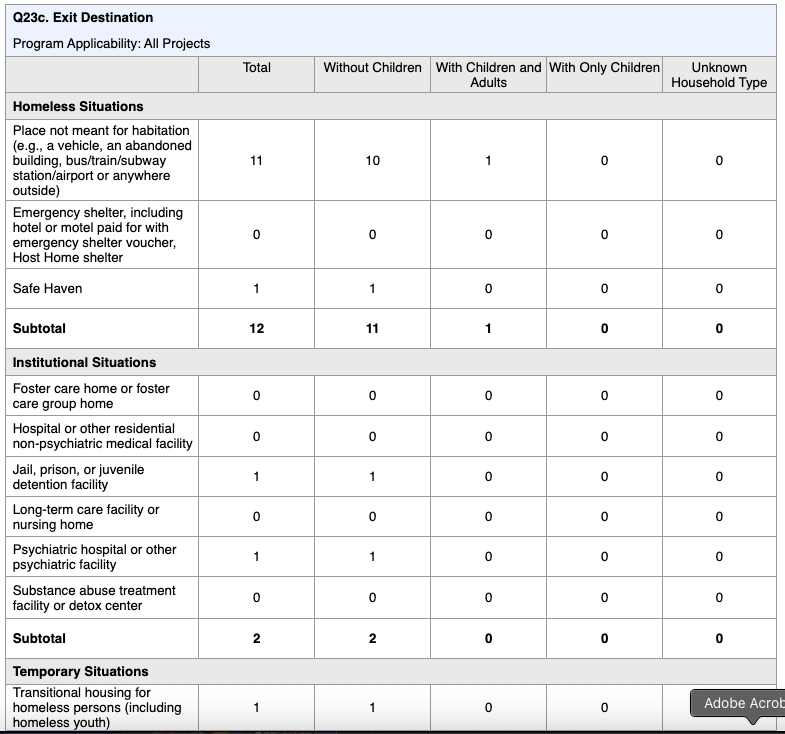 Q23c. Exit Destination
Program Applicability: All Projects
Total Without Children With Children and Adults With Only Children Unknown Household Type
Homeless Situations
Place not meant for habitation
(e.g., a vehicle, an abandoned
building, bus/train/subway
station/airport or anywhere
outside) 11 10 1 0 0
Emergency shelter, including
hotel or motel paid for with
emergency shelter voucher,
Host Home shelter 0 0 0 0 0
Safe Haven 1 1 0 0 0
Subtotal 12 11 1 0 0
Institutional Situations
Foster care home or foster
care group home 0 0 0 0 0
Hospital or other residential
non-psychiatric medical facility 0 0 0 0 0
Jail, prison, or juvenile
detention facility 1 1 0 0 0
Long-term care facility or
nursing home 0 0 0 0 0
Psychiatric hospital or other
psychiatric facility 1 1 0 0 0
Substance abuse treatment
facility or detox center 0 0 0 0 0
Subtotal 2 2 0 0 0
Temporary Situations
Transitional housing for
homeless persons (including
homeless youth) 1 1 0 0
Adobe Acrob